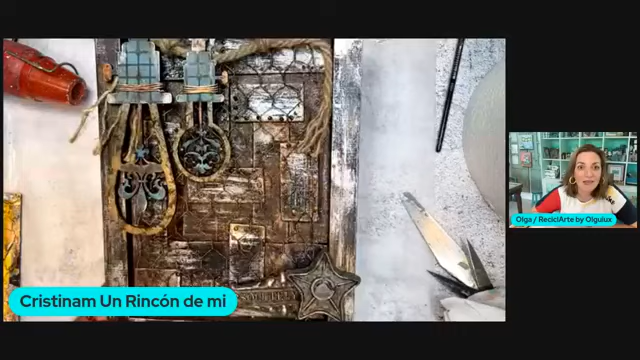 Cristinam Un Rincón de mi
Olga / ReciclArte by Olguiux